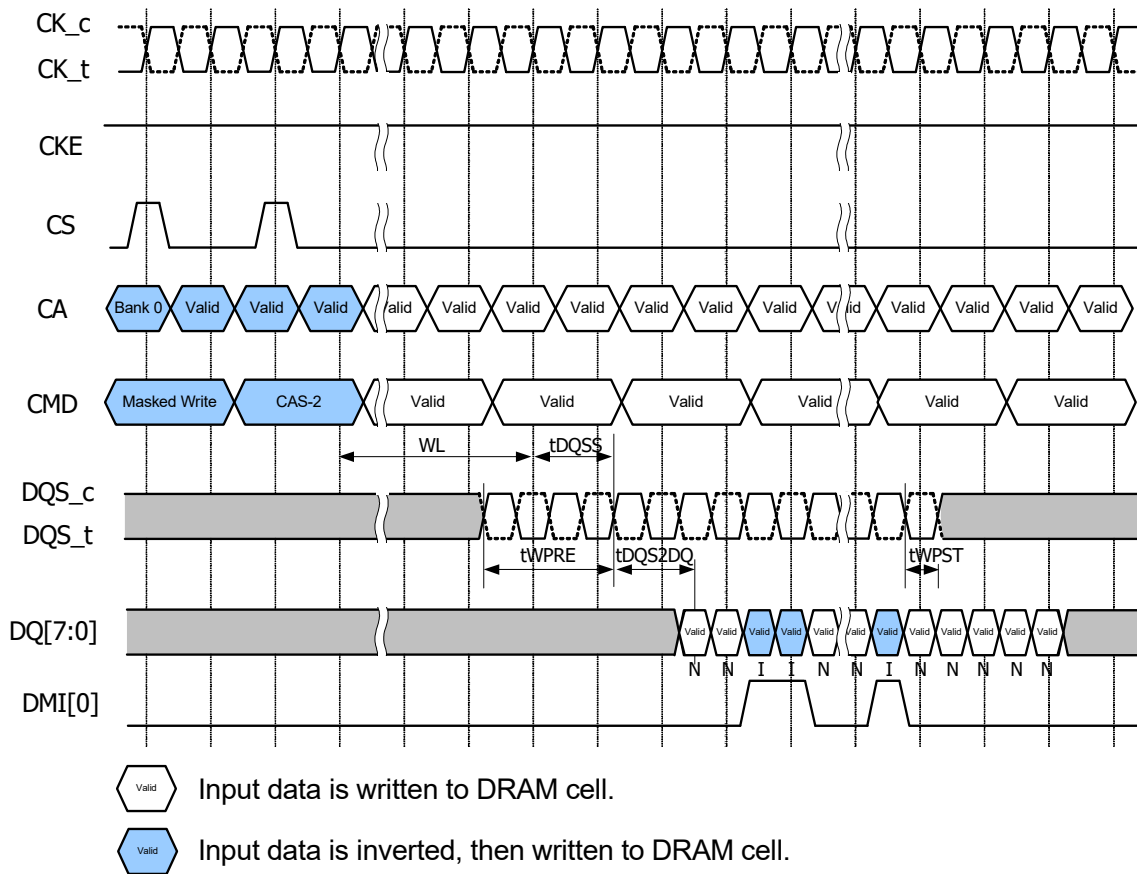 CK_c
CK_t
CKE
CS
CA Bank 0 Valid Valid Valid alid Valid Valid Valid Valid Valid Valid V lid Valid Valid Valid Valid
CMD Masked Write CAS-2 Valid Valid Valid Valid Valid Valid
WL tDQSS
DQS_c
DQS_t
tWPRE tDQS2DQ tWPST
DQ[7:0] Valid Valid Valid Valid Valid Valid Valid Valid Valid Valid Valid Valid
N N I I N N I N N N N N
DMI[0]
Valid Input data is written to DRAM cell.
Valid Input data is inverted, then written to DRAM cell.